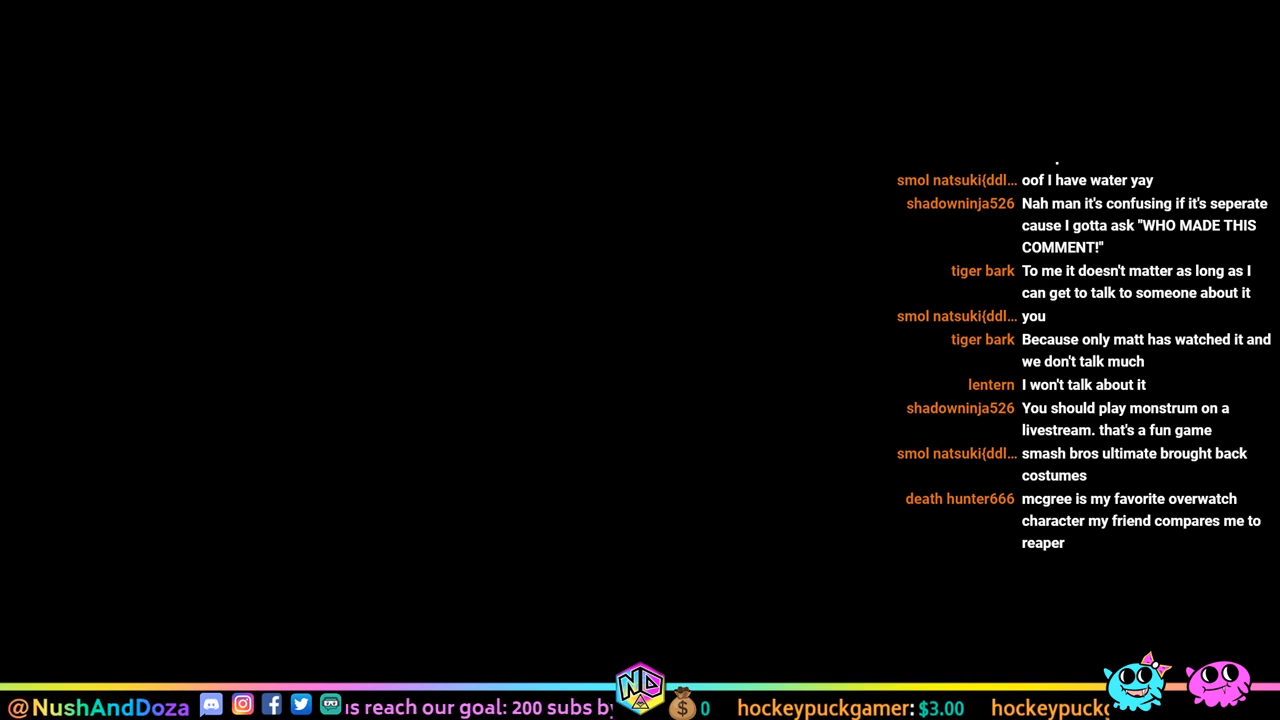 smol natsuki{ddl... oof I have water yay
shadowninja526 Nah man it's confusing if it's seperate
cause I gotta ask "WHO MADE THIS
COMMENT!"
tiger bark To me it doesn't matter as long as I
can get to talk to someone about it
smol natsuki{ddl... you
tiger bark Because only matt has watched it and
we don't talk much
lentern I won't talk about it
shadowninja526 You should play monstrum on a
livestream. that's a fun game
smol natsuki{ddl... smash bros ultimate brought back
costumes
death hunter666 mcgree is my favorite overwatch
character my friend compares me to
reaper
@NushAndDoza is reach our goal: 200 subs by ND 0 hockeypuckgamer: $3.00 hockeypuckg